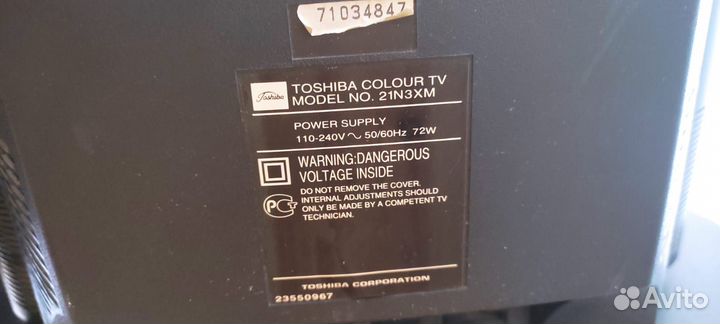 71034847
Toshiba
TOSHIBA COLOUR TV
MODEL NO. 21N3XM
POWER SUPPLY
110-240V ~ 50/60Hz 72W
WARNING:DANGEROUS
VOLTAGE INSIDE
DO NOT REMOVE THE COVER.
INTERNAL ADJUSTMENTS SHOULD
ONLY BE MADE BY A COMPETENT TV
TECHNICIAN.
TOSHIBA CORPORATION
23550967
Avito